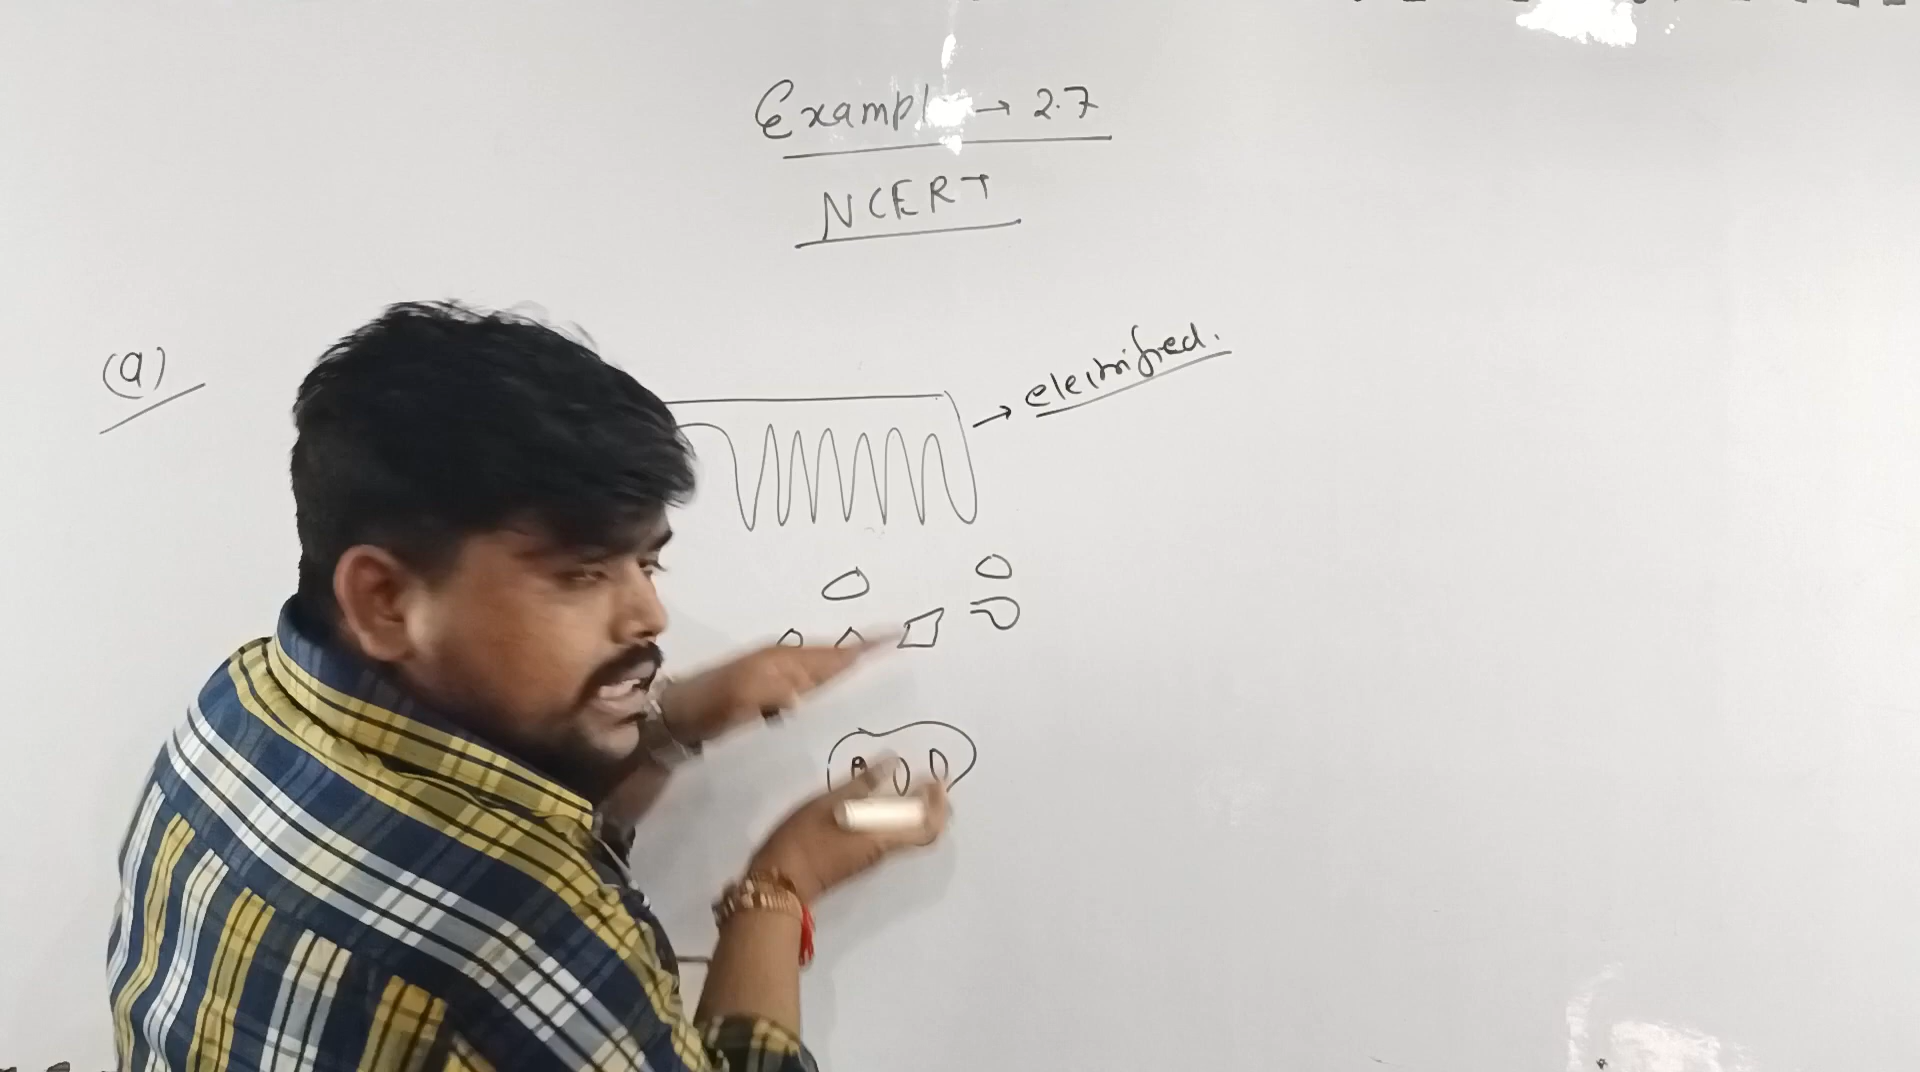 Example → 2.7
NCERT
(a)
→ electrified.